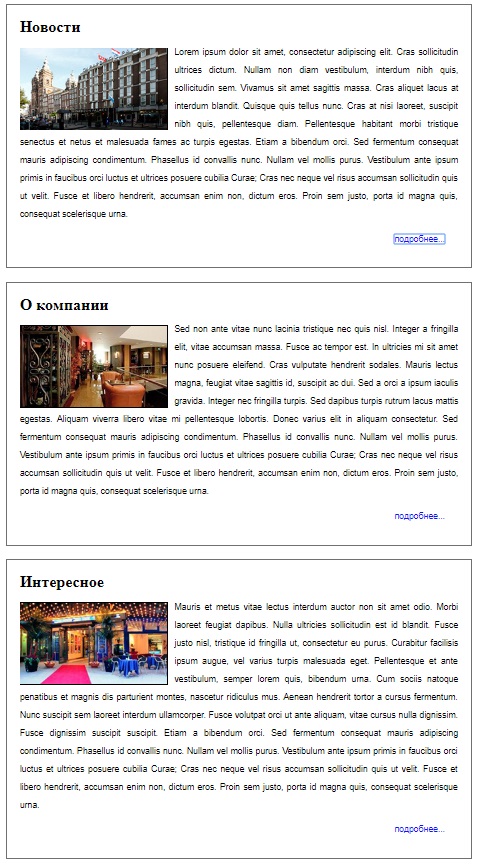 Новости
Lorem ipsum dolor sit amet, consectetur adipiscing elit. Cras sollicitudin
ultrices dictum. Nullam non diam vestibulum, interdum nibh quis,
sollicitudin sem. Vivamus sit amet sagittis massa. Cras aliquet lacus at
interdum blandit. Quisque quis tellus nunc. Cras at nisi laoreet, suscipit
nibh quis, pellentesque diam. Pellentesque habitant morbi tristique
senectus et netus et malesuada fames ac turpis egestas. Etiam a bibendum orci. Sed fermentum consequat
mauris adipiscing condimentum. Phasellus id convallis nunc. Nullam vel mollis purus. Vestibulum ante ipsum
primis in faucibus orci luctus et ultrices posuere cubilia Curae; Cras nec neque vel risus accumsan sollicitudin quis
ut velit. Fusce et libero hendrerit, accumsan enim non, dictum eros. Proin sem justo, porta id magna quis,
consequat scelerisque urna.
подробнее...
О компании
Sed non ante vitae nunc lacinia tristique nec quis nisl. Integer a fringilla
elit, vitae accumsan massa. Fusce ac tempor est. In ultricies mi sit amet
nunc posuere eleifend. Cras vulputate hendrerit sodales. Mauris lectus
magna, feugiat vitae sagittis id, suscipit ac dui. Sed a orci a ipsum iaculis
gravida. Integer nec fringilla turpis. Sed dapibus turpis rutrum lacus mattis
egestas. Aliquam viverra libero vitae mi pellentesque lobortis. Donec varius elit in aliquam consectetur. Sed
fermentum consequat mauris adipiscing condimentum. Phasellus id convallis nunc. Nullam vel mollis purus.
Vestibulum ante ipsum primis in faucibus orci luctus et ultrices posuere cubilia Curae; Cras nec neque vel risus
accumsan sollicitudin quis ut velit. Fusce et libero hendrerit, accumsan enim non, dictum eros. Proin sem justo,
porta id magna quis, consequat scelerisque urna.
подробнее...
Интересное
Mauris et metus vitae lectus interdum auctor non sit amet odio. Morbi
laoreet feugiat dapibus. Nulla ultricies sollicitudin est id blandit. Fusce
justo nisl, tristique id fringilla ut, consectetur eu purus. Curabitur facilisis
ipsum augue, vel varius turpis malesuada eget. Pellentesque et ante
vestibulum, semper lorem quis, bibendum urna. Cum sociis natoque
penatibus et magnis dis parturient montes, nascetur ridiculus mus. Aenean hendrerit tortor a cursus fermentum.
Nunc suscipit sem laoreet interdum ullamcorper. Fusce volutpat orci ut ante aliquam, vitae cursus nulla dignissim.
Fusce dignissim suscipit suscipit. Etiam a bibendum orci. Sed fermentum consequat mauris adipiscing
condimentum. Phasellus id convallis nunc. Nullam vel mollis purus. Vestibulum ante ipsum primis in faucibus orci
luctus et ultrices posuere cubilia Curae; Cras nec neque vel risus accumsan sollicitudin quis ut velit. Fusce et
libero hendrerit, accumsan enim non, dictum eros. Proin sem justo, porta id magna quis, consequat scelerisque
urna.
подробнее...